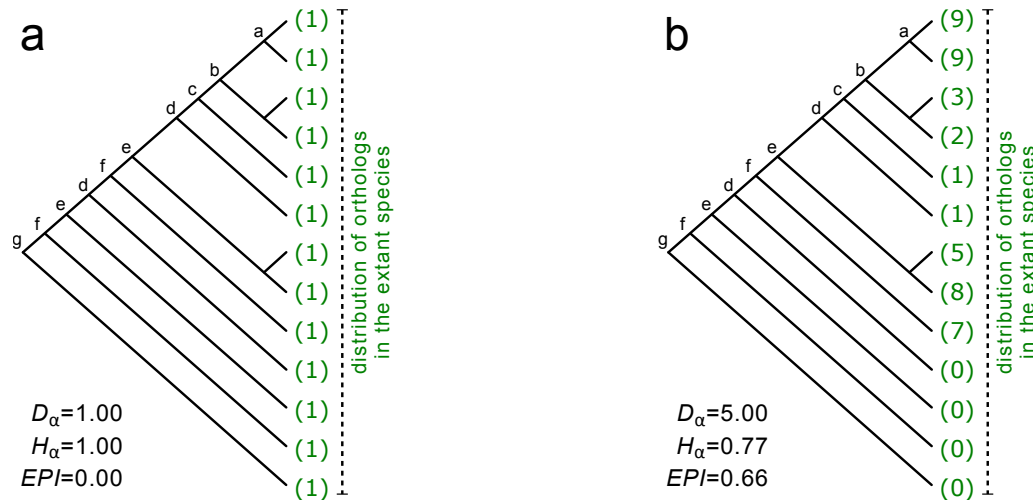 a
a
b
c
d
e
f
d
e
f
g
(1)
(1)
(1)
(1)
(1)
(1)
(1)
(1)
(1)
(1)
(1)
(1)
(1)
distribution of orthologs
in the extant species
Dα=1.00
Hα=1.00
EPI=0.00
b
a
b
c
d
e
f
d
e
f
g
(9)
(9)
(3)
(2)
(1)
(1)
(5)
(8)
(7)
(0)
(0)
(0)
(0)
distribution of orthologs
in the extant species
Dα=5.00
Hα=0.77
EPI=0.66